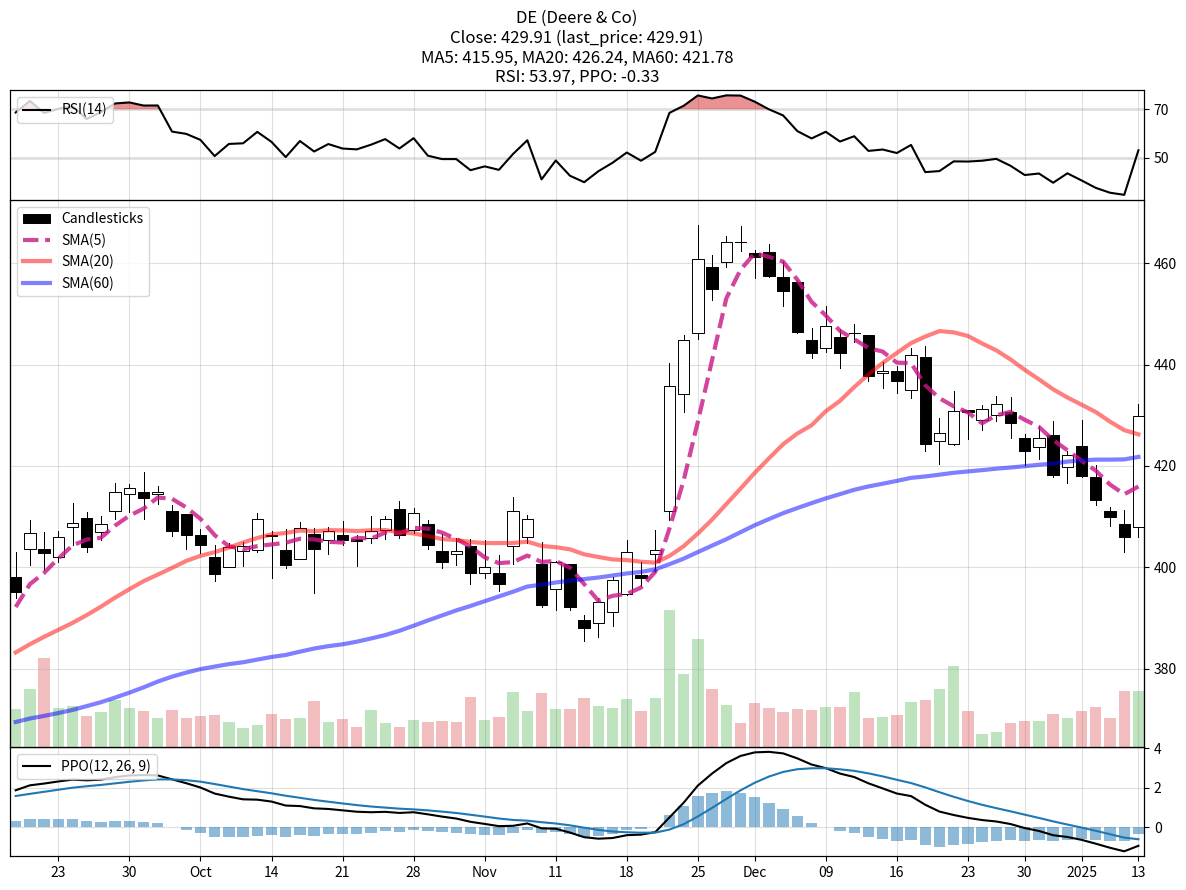 DE (Deere & Co)
Close: 429.91 (last_price: 429.91)
MA5: 415.95, MA20: 426.24, MA60: 421.78
RSI: 53.97, PPO: -0.33
RSI(14)
70
50
Candlesticks
SMA(5)
SMA(20)
SMA(60)
460
440
420
400
380
PPO(12, 26, 9)
4
2
0
23 30 Oct 14 21 28 Nov 11 18 25 Dec 09 16 23 30 2025 13